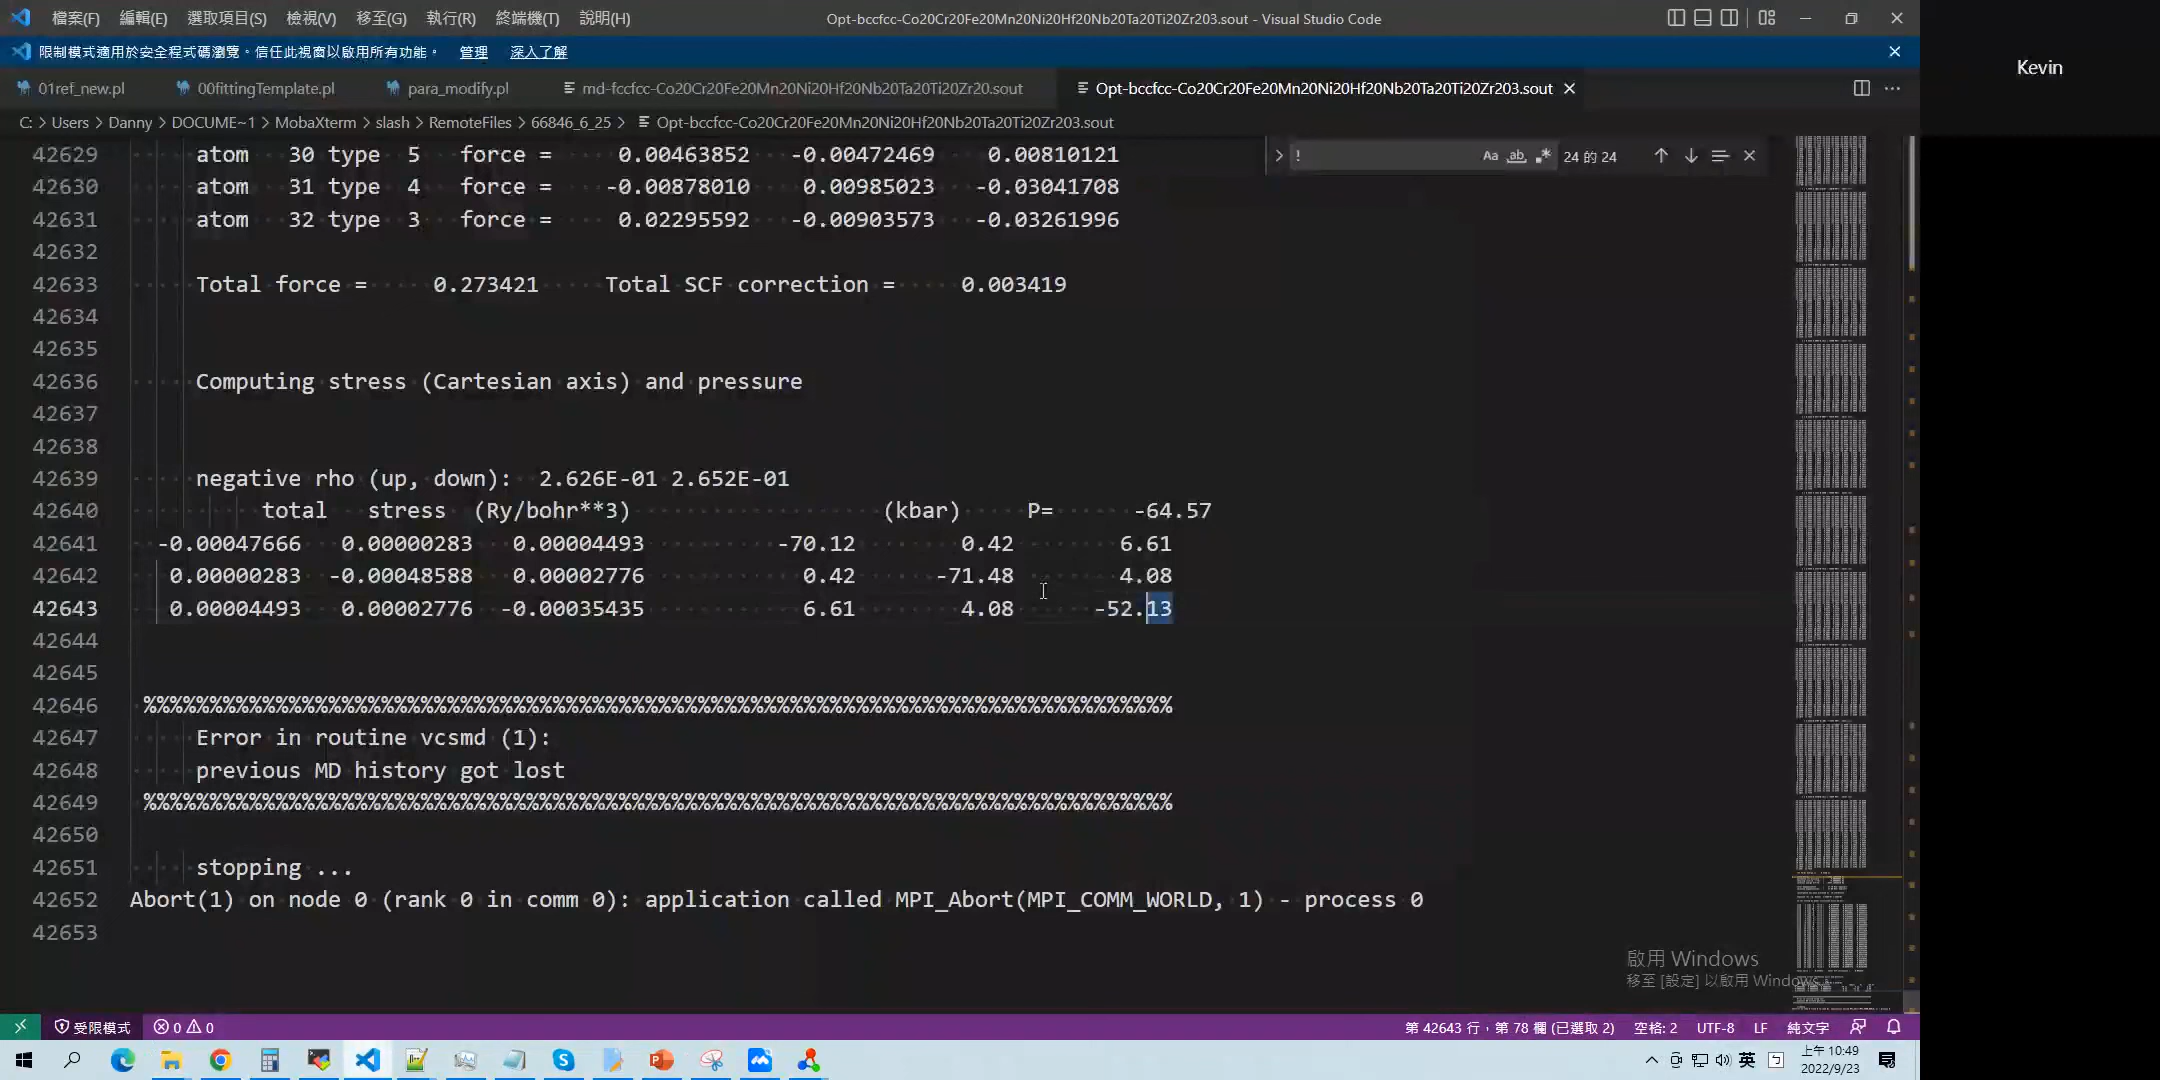 檔案(F) 編輯(E) 選取項目(S) 檢視(V) 移至(G) 執行(R) 終端機(T) 說明(H) Opt-bccfcc-Co20Cr20Fe20Mn20Ni20Hf20Nb20Ta20Ti20Zr203.sout - Visual Studio Code
限制模式適用於安全程式碼瀏覽。信任此視窗以啟用所有功能。 管理 深入了解
Kevin
01ref_new.pl 00fittingTemplate.pl para_modify.pl md-fccfcc-Co20Cr20Fe20Mn20Ni20Hf20Nb20Ta20Ti20Zr20.sout Opt-bccfcc-Co20Cr20Fe20Mn20Ni20Hf20Nb20Ta20Ti20Zr203.sout
C: > Users > Danny > DOCUME~1 > MobaXterm > slash > RemoteFiles > 66846_6_25 > Opt-bccfcc-Co20Cr20Fe20Mn20Ni20Hf20Nb20Ta20Ti20Zr203.sout
! Aa ab 24 的 24
42629 atom 30 type 5 force = 0.00463852 -0.00472469 0.00810121
42630 atom 31 type 4 force = -0.00878010 0.00985023 -0.03041708
42631 atom 32 type 3 force = 0.02295592 -0.00903573 -0.03261996
42632
42633 Total force = 0.273421 Total SCF correction = 0.003419
42634
42635
42636 Computing stress (Cartesian axis) and pressure
42637
42638
42639 negative rho (up, down): 2.626E-01 2.652E-01
42640 total stress (Ry/bohr**3) (kbar) P= -64.57
42641 -0.00047666 0.00000283 0.00004493 -70.12 0.42 6.61
42642 0.00000283 -0.00048588 0.00002776 0.42 -71.48 4.08
42643 0.00004493 0.00002776 -0.00035435 6.61 4.08 -52.13
42644
42645
42646 %%%%%%%%%%%%%%%%%%%%%%%%%%%%%%%%%%%%%%%%%%%%%%%%%%%%%%%%%%%%%%%%%%%%%%%%%%%%%%%%
42647 Error in routine vcsmd (1):
42648 previous MD history got lost
42649 %%%%%%%%%%%%%%%%%%%%%%%%%%%%%%%%%%%%%%%%%%%%%%%%%%%%%%%%%%%%%%%%%%%%%%%%%%%%%%%%
42650
42651 stopping ...
42652 Abort(1) on node 0 (rank 0 in comm 0): application called MPI_Abort(MPI_COMM_WORLD, 1) - process 0
42653
啟用 Windows
移至 [設定] 以啟用 Windows。
受限模式 0 0 第 42643 行，第 78 欄 (已選取 2) 空格: 2 UTF-8 LF 純文字
英 上午 10:49
2022/9/23